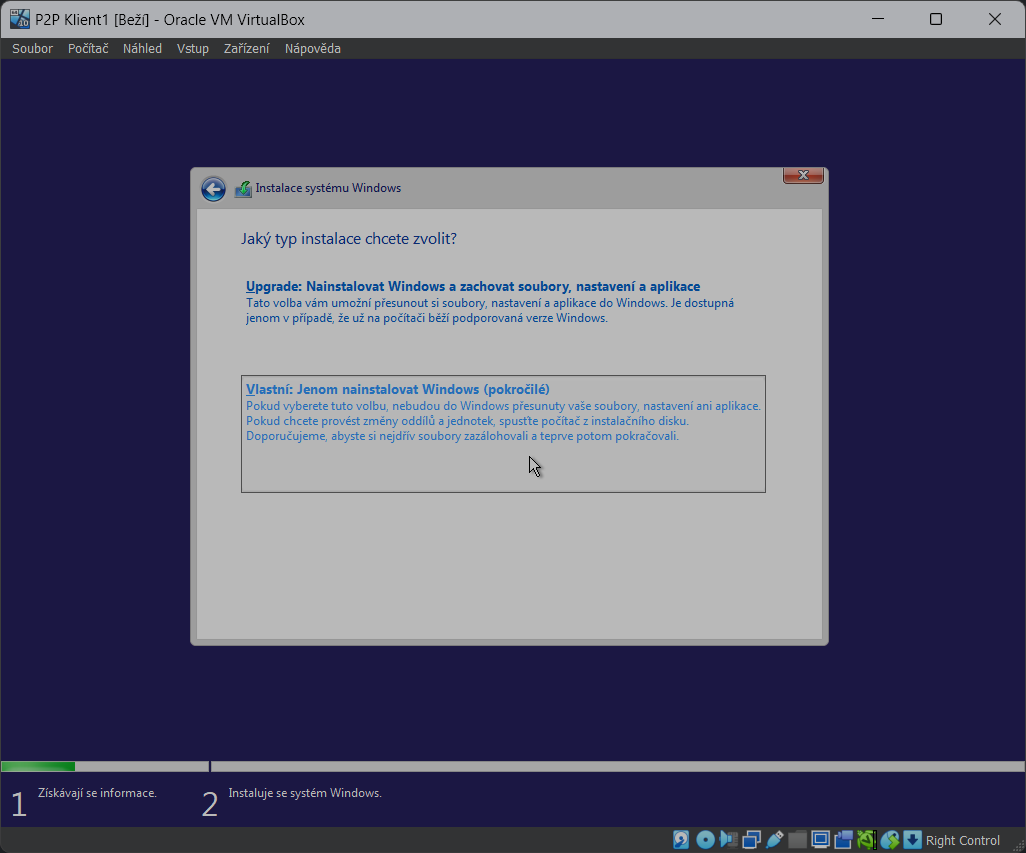 P2P Klient1 [Beží] - Oracle VM VirtualBox
Soubor Počítač Náhled Vstup Zařízení Nápověda
Instalace systému Windows
Jaký typ instalace chcete zvolit?
Upgrade: Nainstalovat Windows a zachovat soubory, nastavení a aplikace
Tato volba vám umožní přesunout si soubory, nastavení a aplikace do Windows. Je dostupná
jenom v případě, že už na počítači běží podporovaná verze Windows.
Vlastní: Jenom nainstalovat Windows (pokročilé)
Pokud vyberete tuto volbu, nebudou do Windows přesunuty vaše soubory, nastavení ani aplikace.
Pokud chcete provést změny oddílů a jednotek, spusťte počítač z instalačního disku.
Doporučujeme, abyste si nejdřív soubory zazálohovali a teprve potom pokračovali.
1 Získávají se informace.
2 Instaluje se systém Windows.
Right Control